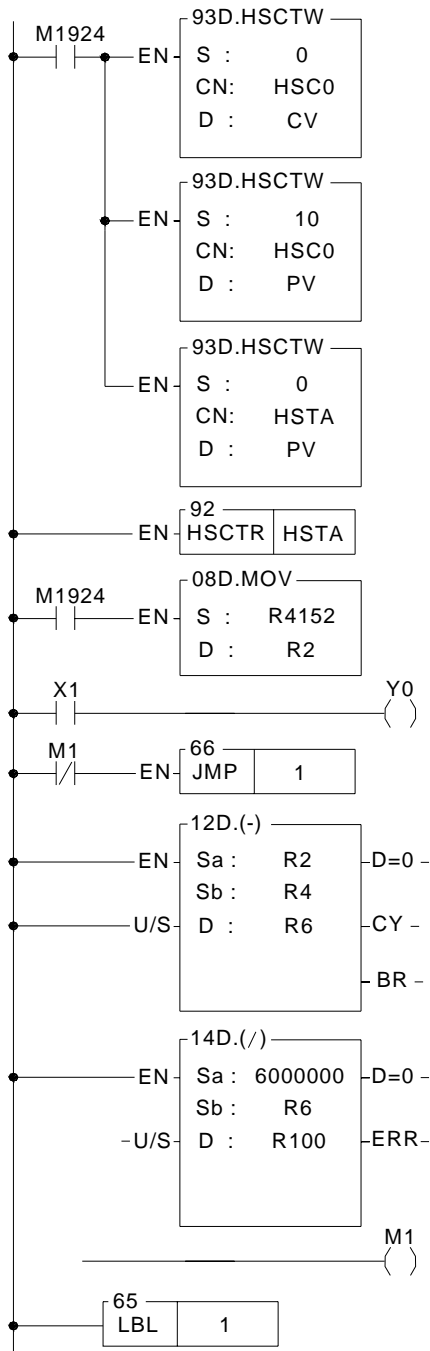 93D.HSCTW
M1924
EN S : 0
CN: HSC0
D : CV
93D.HSCTW
EN S : 10
CN: HSC0
D : PV
93D.HSCTW
EN S : 0
CN: HSTA
D : PV
92
EN HSCTR HSTA
08D.MOV
M1924
EN S : R4152
D : R2
X1 Y0
M1
66
EN JMP 1
12D.(-)
EN Sa : R2 D=0
Sb : R4
U/S D : R6 CY
BR
14D.(/)
EN Sa : 6000000 D=0
Sb : R6
U/S D : R100 ERR
M1
65
LBL 1